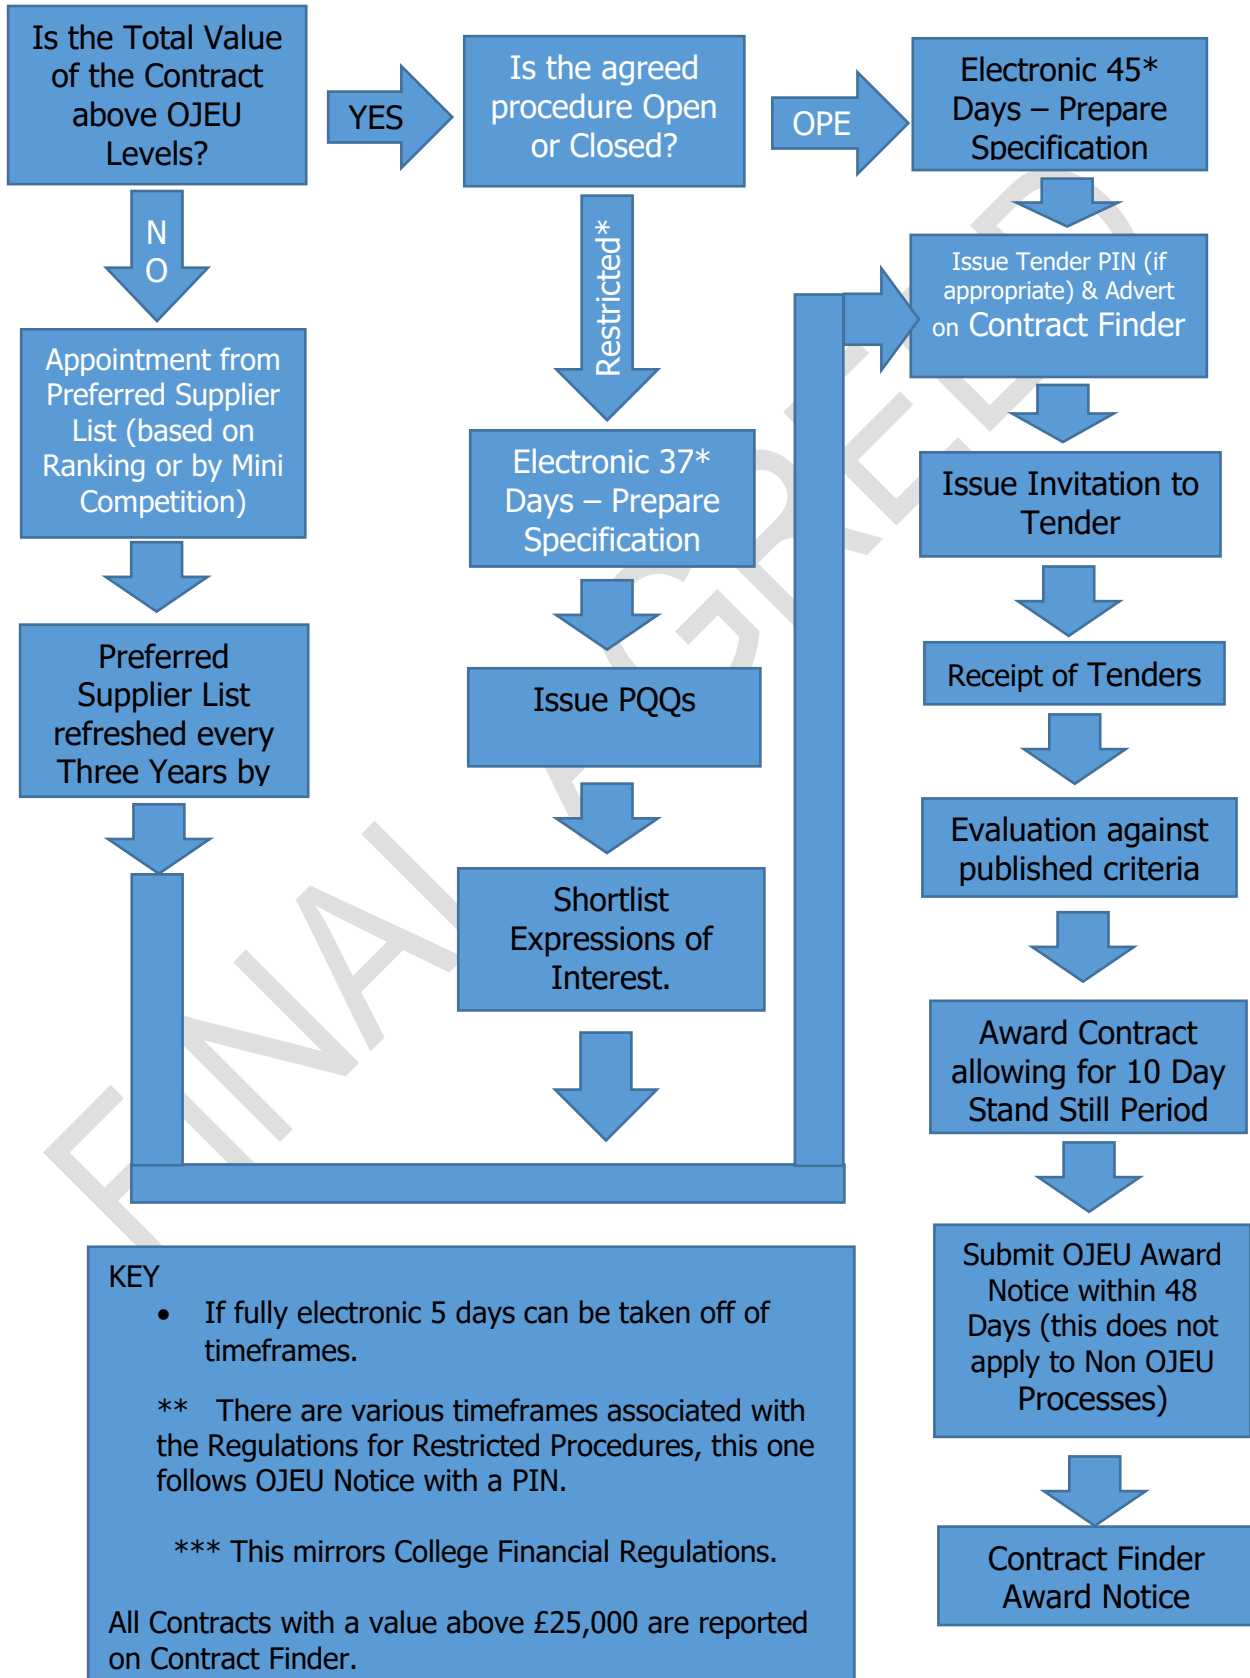 Is the Total Value
of the Contract
above OJEU
Levels?
YES
Is the agreed
procedure Open
or Closed?
OPE
Electronic 45*
Days – Prepare
Specification
N
O
Restricted*
Issue Tender PIN (if
appropriate) & Advert
on Contract Finder
Appointment from
Preferred Supplier
List (based on
Ranking or by Mini
Competition)
Electronic 37*
Days – Prepare
Specification
Issue Invitation to
Tender
Preferred
Supplier List
refreshed every
Three Years by
Issue PQQs
Receipt of Tenders
Evaluation against
published criteria
Shortlist
Expressions of
Interest.
Award Contract
allowing for 10 Day
Stand Still Period
Submit OJEU Award
Notice within 48
Days (this does not
apply to Non OJEU
Processes)
Contract Finder
Award Notice
KEY
• If fully electronic 5 days can be taken off of
timeframes.
** There are various timeframes associated with
the Regulations for Restricted Procedures, this one
follows OJEU Notice with a PIN.
*** This mirrors College Financial Regulations.
All Contracts with a value above £25,000 are reported
on Contract Finder.
FINAL AGREED